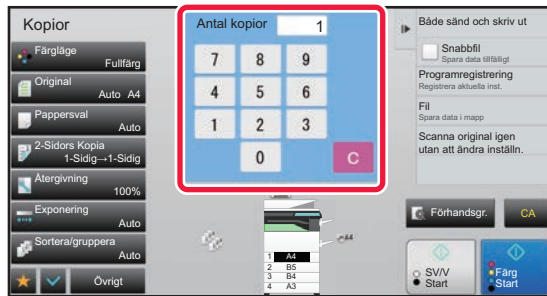 Kopior
Färgläge
Fullfärg
Original
Auto A4
Pappersval
Auto
2-Sidors Kopia
1-Sidig→1-Sidig
Återgivning
100%
Exponering
Auto
Sortera/gruppera
Auto
Övrigt
Antal kopior 1
7 8 9
4 5 6
1 2 3
0 C
1 A4
2 B5
3 B4
4 A3
Både sänd och skriv ut
Snabbfil
Spara data tillfälligt
Programregistrering
Registrera aktuella inst.
Fil
Spara data i mapp
Scanna original igen
utan att ändra inställn.
Förhandsgr.
CA
SV/V
Start
Färg
Start